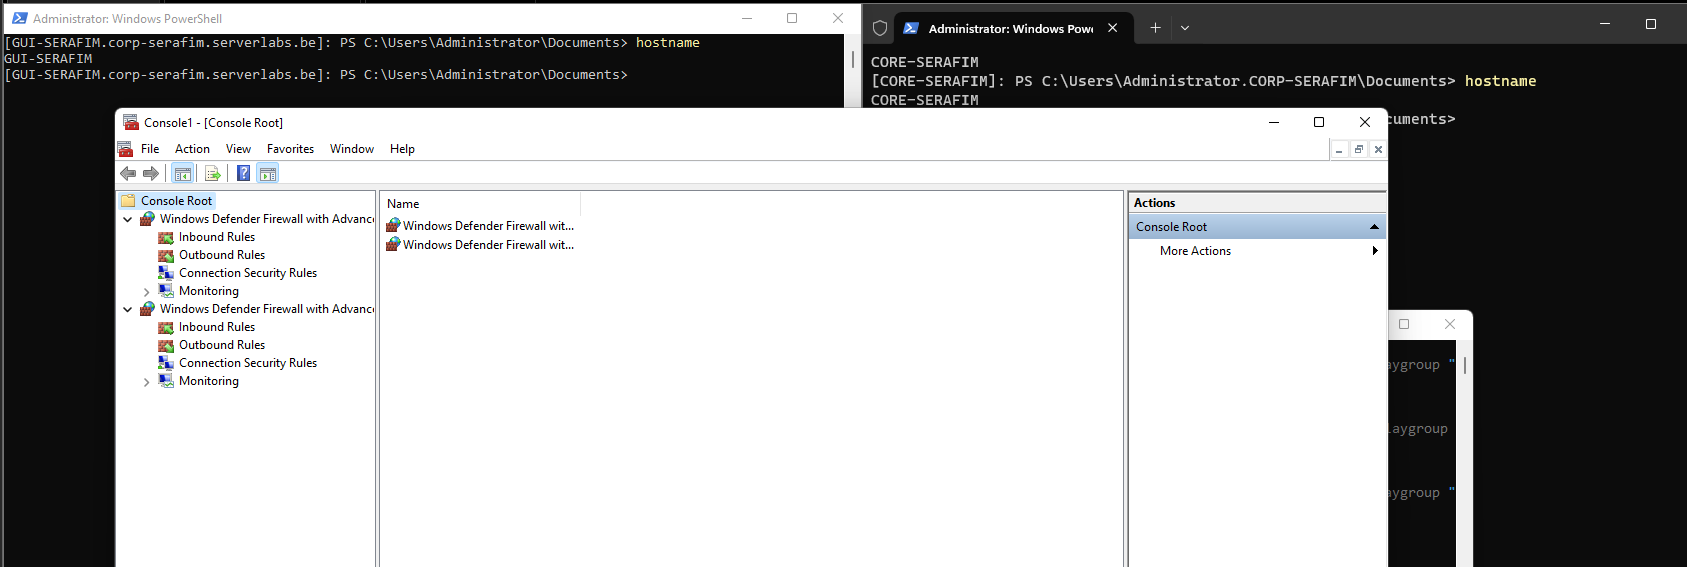 Administrator: Windows PowerShell
[GUI-SERAFIM.corp-serafim.serverlabs.be]: PS C:\Users\Administrator\Documents> hostname
GUI-SERAFIM
[GUI-SERAFIM.corp-serafim.serverlabs.be]: PS C:\Users\Administrator\Documents>
Administrator: Windows Powe
CORE-SERAFIM
[CORE-SERAFIM]: PS C:\Users\Administrator.CORP-SERAFIM\Documents> hostname
CORE-SERAFIM
cuments>
Console1 - [Console Root]
File Action View Favorites Window Help
Console Root
Windows Defender Firewall with Advanc
Inbound Rules
Outbound Rules
Connection Security Rules
Monitoring
Windows Defender Firewall with Advanc
Inbound Rules
Outbound Rules
Connection Security Rules
Monitoring
Name
Windows Defender Firewall wit...
Windows Defender Firewall wit...
Actions
Console Root
More Actions
aygroup "
laygroup
aygroup "